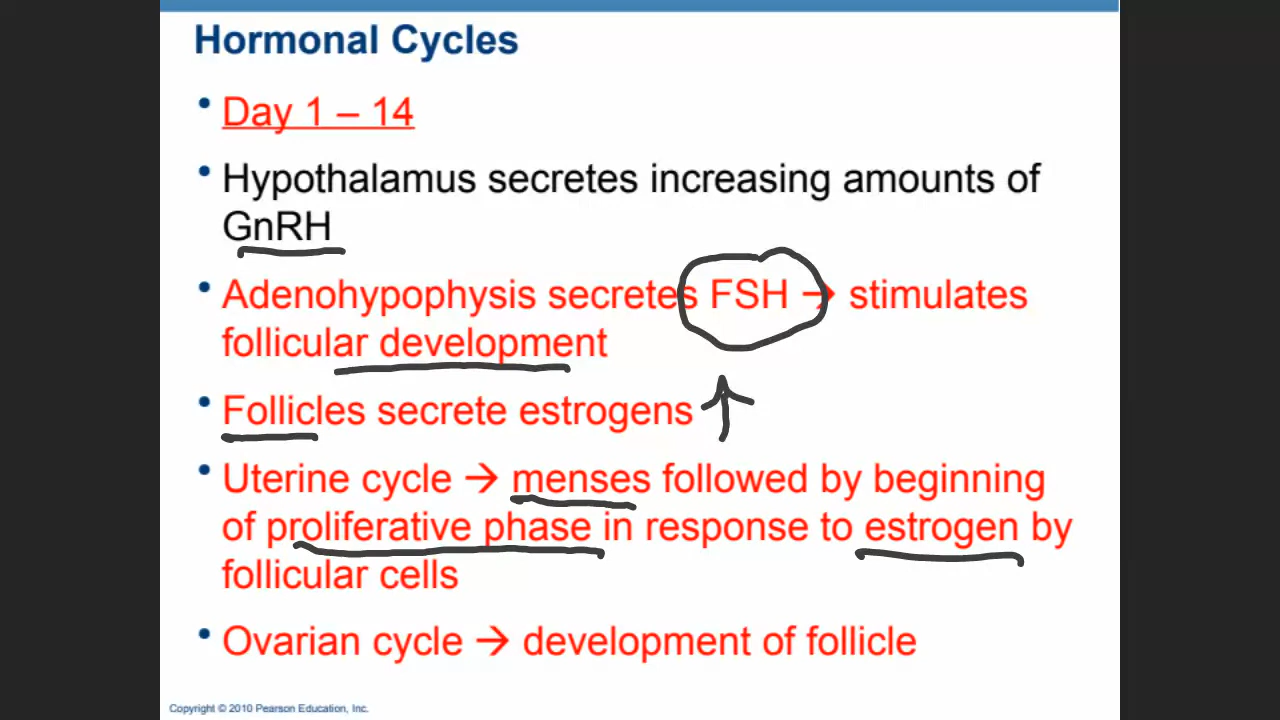 Hormonal Cycles
• Day 1 – 14
• Hypothalamus secretes increasing amounts of
GnRH
• Adenohypophysis secretes FSH → stimulates
follicular development
• Follicles secrete estrogens ↑
• Uterine cycle → menses followed by beginning
of proliferative phase in response to estrogen by
follicular cells
• Ovarian cycle → development of follicle
Copyright © 2010 Pearson Education, Inc.